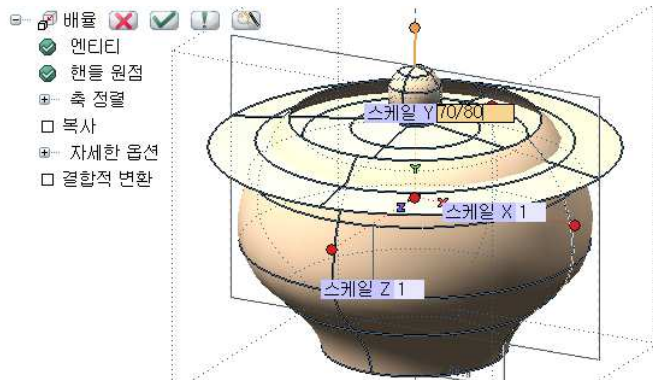 배율
엔티티
핸들 원점
축 정렬
복사
자세한 옵션
결합적 변환
스케일 Y 70/80
Y
Z X
스케일 X 1
스케일 Z 1